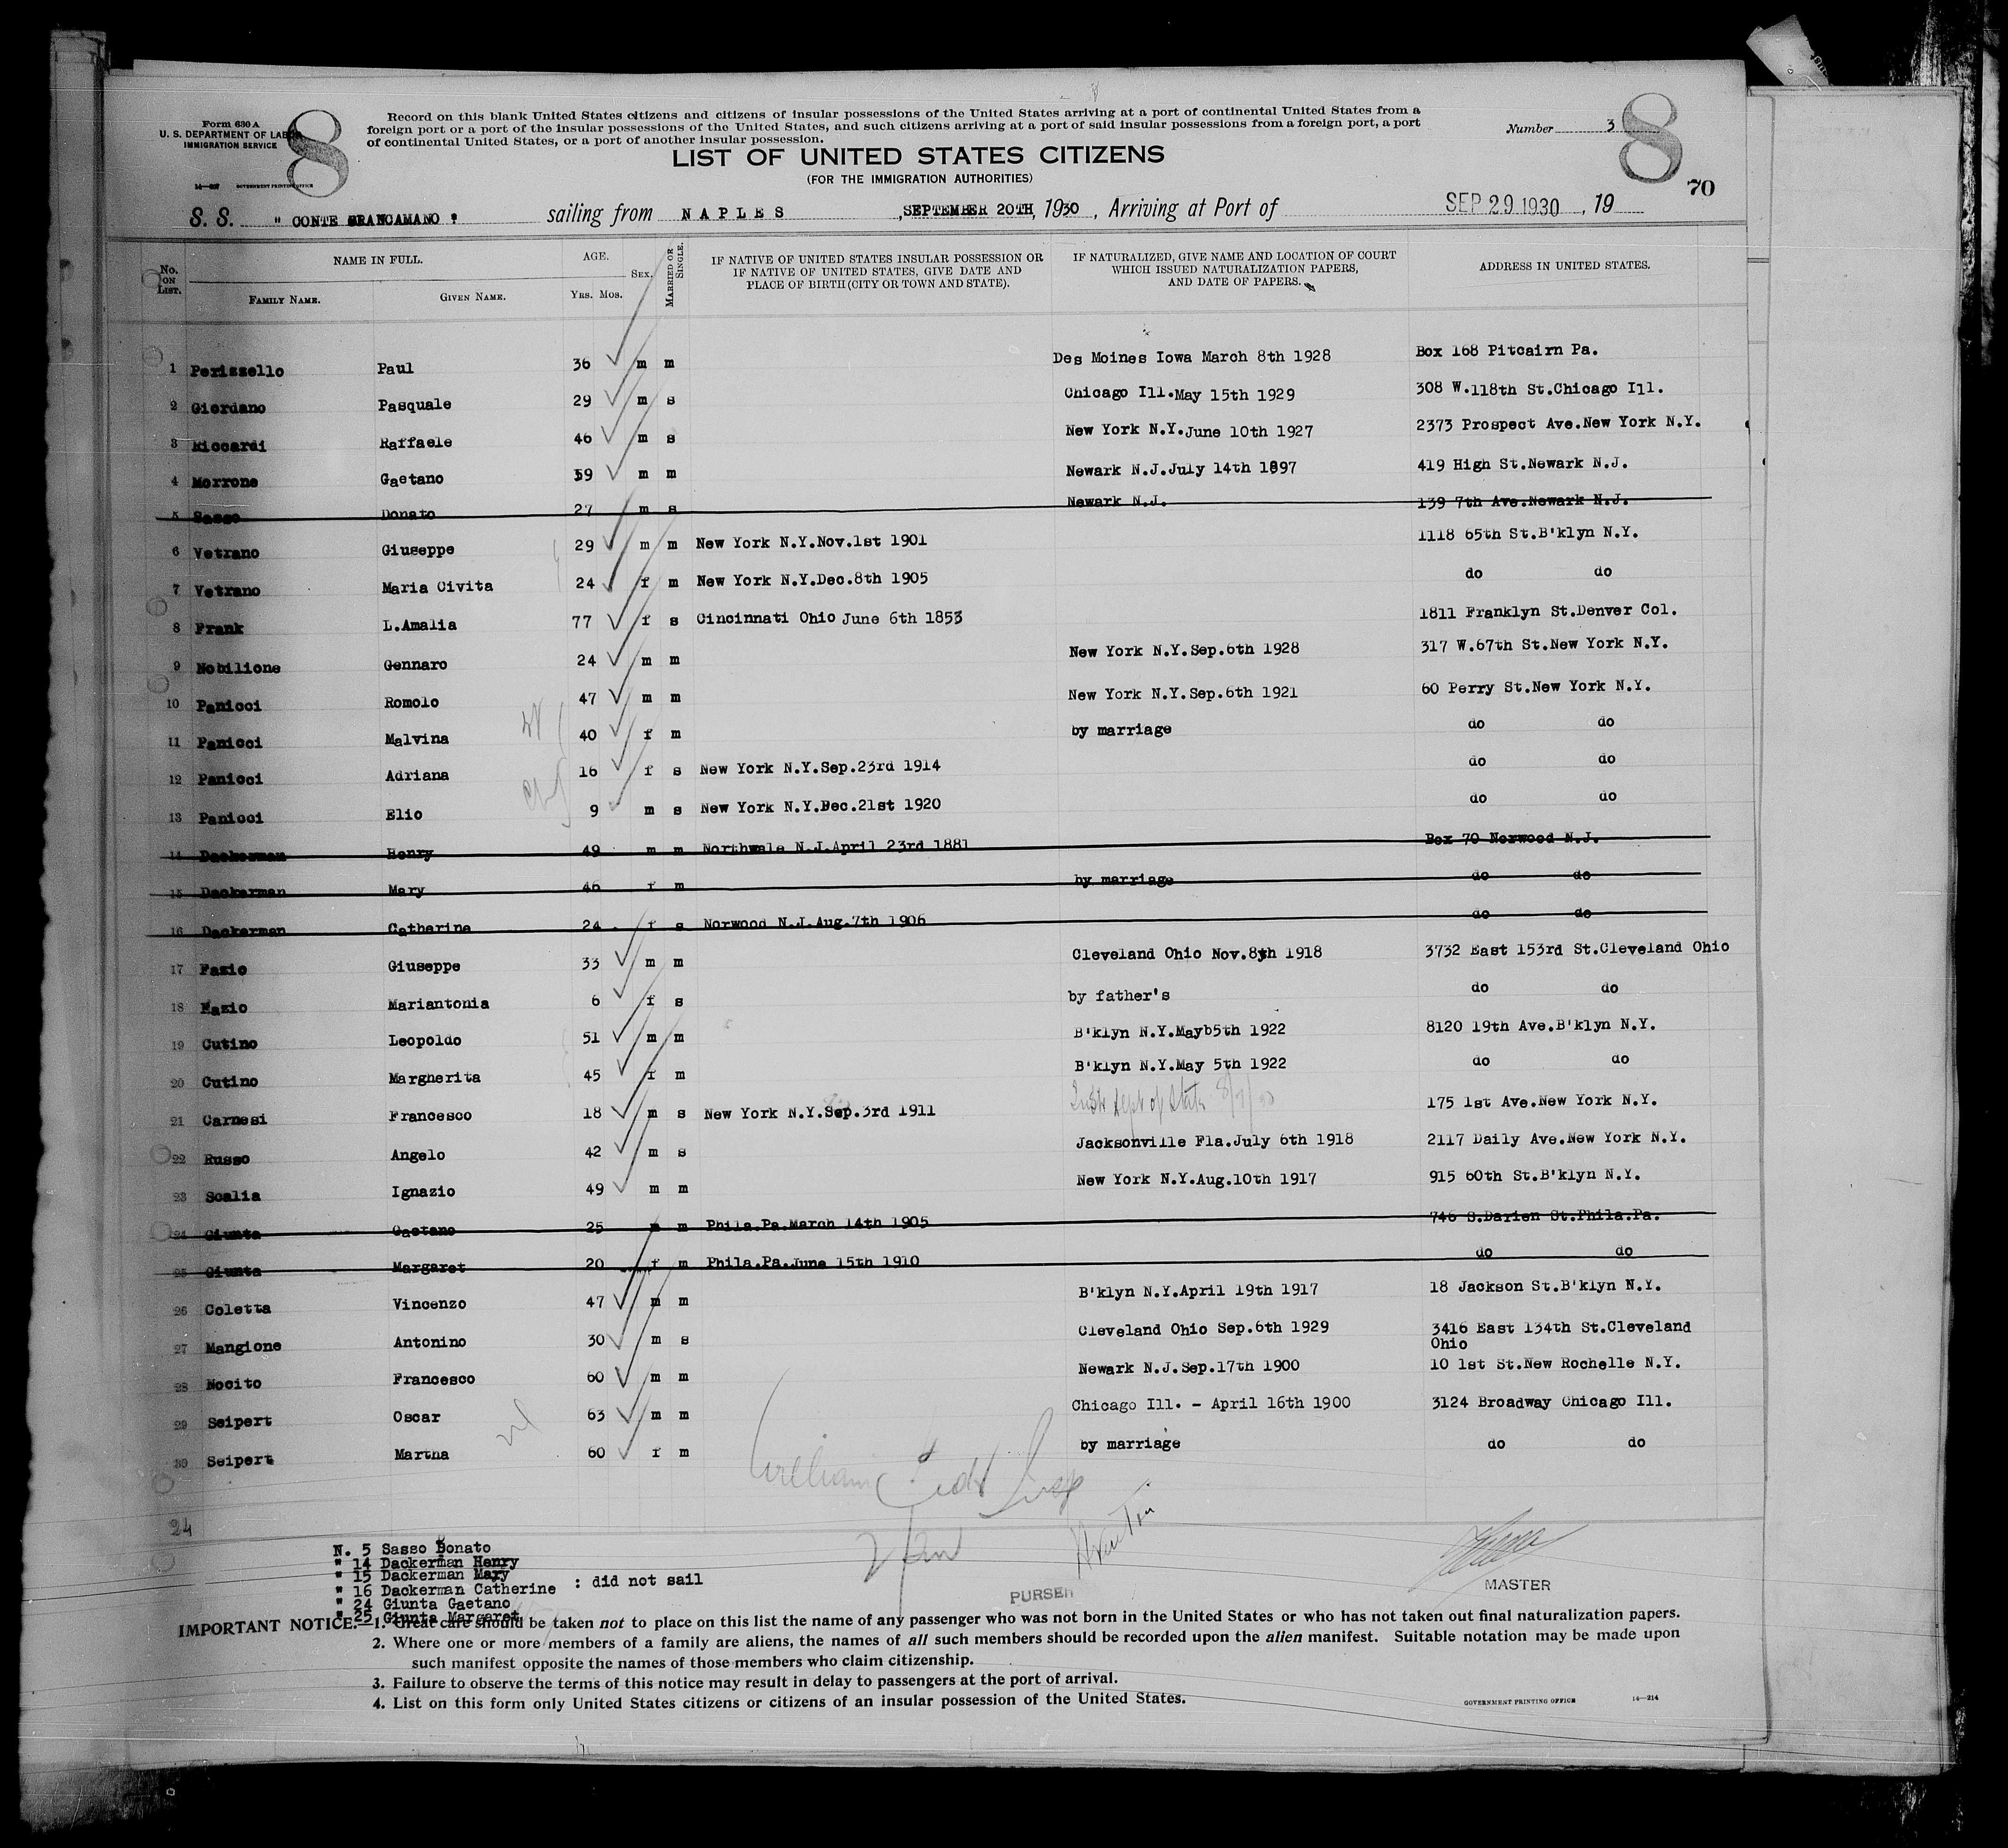 Form 630 A
U. S. DEPARTMENT OF LABOR
IMMIGRATION SERVICE
8
Record on this blank United States citizens and citizens of insular possessions of the United States arriving at a port of continental United States from a
foreign port or a port of the insular possessions of the United States, and such citizens arriving at a port of said insular possessions from a foreign port, a port
of continental United States, or a port of another insular possession.
Number 3
8
LIST OF UNITED STATES CITIZENS
(FOR THE IMMIGRATION AUTHORITIES)
GOVERNMENT PRINTING OFFICE
70
S. S. " CONTE BRANCAMANO " sailing from NAPLES , SEPTEMBER 20TH, 1930 , Arriving at Port of SEP 29 1930 , 19
No. ON LIST. NAME IN FULL. FAMILY NAME. GIVEN NAME. AGE. YRS. MOS. SEX. MARRIED OR SINGLE. IF NATIVE OF UNITED STATES INSULAR POSSESSION OR IF NATIVE OF UNITED STATES, GIVE DATE AND PLACE OF BIRTH (CITY OR TOWN AND STATE). IF NATURALIZED, GIVE NAME AND LOCATION OF COURT WHICH ISSUED NATURALIZATION PAPERS, AND DATE OF PAPERS. ADDRESS IN UNITED STATES.
1 Perizzello Paul 36 m m Des Moines Iowa March 8th 1928 Box 168 Pitcairn Pa.
2 Giordano Pasquale 29 m s Chicago Ill.May 15th 1929 308 W.118th St.Chicago Ill.
3 Riccardi Raffaele 46 m s New York N.Y.June 10th 1927 2373 Prospect Ave.New York N.Y.
4 Morrone Gaetano 59 m m Newark N.J.July 14th 1897 419 High St.Newark N.J.
5 Sasso Donato 27 m s Newark N.J. 139 7th Ave.Newark N.J.
6 Vetrano Giuseppe 29 m m New York N.Y.Nov.1st 1901 1118 65th St.B'klyn N.Y.
7 Vetrano Maria Civita 24 f m New York N.Y.Dec.8th 1905 do do
8 Frank L.Amalia 77 f s Cincinnati Ohio June 6th 1853 1811 Franklyn St.Denver Col.
9 Nobilione Gennaro 24 m m New York N.Y.Sep.6th 1928 317 W.67th St.New York N.Y.
10 Panicci Romolo 47 m m New York N.Y.Sep.6th 1921 60 Perry St.New York N.Y.
11 Panicci Malvina 40 f m by marriage do do
12 Panicci Adriana 16 f s New York N.Y.Sep.23rd 1914 do do
13 Panicci Elio 9 m s New York N.Y.Dec.21st 1920 do do
14 Dackerman Henry 49 m m Northvale N.J.April 23rd 1881 Box 70 Norwood N.J.
15 Dackerman Mary 46 f m by marriage do do
16 Dackerman Catherine 24 f s Norwood N.J.Aug.7th 1906 do do
17 Fazio Giuseppe 33 m m Cleveland Ohio Nov.8th 1918 3732 East 153rd St.Cleveland Ohio
18 Fazio Mariantonia 6 f s by father's do do
19 Cutino Leopoldo 51 m m B'klyn N.Y.Mayb5th 1922 8120 19th Ave.B'klyn N.Y.
20 Cutino Margherita 45 f m B'klyn N.Y.May 5th 1922 do do
21 Carnesi Francesco 18 m s New York N.Y.Sep.3rd 1911 Dept of State 175 1st Ave.New York N.Y.
22 Russo Angelo 42 m s Jacksonville Fla.July 6th 1918 2117 Daily Ave.New York N.Y.
23 Scalia Ignazio 49 m m New York N.Y.Aug.10th 1917 915 60th St.B'klyn N.Y.
24 Giunta Gaetano 25 m m Phila.Pa.March 14th 1905 746 S.Darien St.Phila.Pa.
25 Giunta Margaret 20 f m Phila.Pa.June 15th 1910 do do
26 Coletta Vincenzo 47 m m B'klyn N.Y.April 19th 1917 18 Jackson St.B'klyn N.Y.
27 Mangione Antonino 30 m s Cleveland Ohio Sep.6th 1929 3416 East 134th St.Cleveland
Ohio
28 Nocito Francesco 60 m m Newark N.J.Sep.17th 1900 10 1st St.New Rochelle N.Y.
29 Seipert Oscar 63 m m Chicago Ill. - April 16th 1900 3124 Broadway Chicago Ill.
30 Seipert Martha 60 f m by marriage do do
24
N. 5 Sasso Donato
" 14 Dackerman Henry
" 15 Dackerman Mary
" 16 Dackerman Catherine : did not sail
" 24 Giunta Gaetano
" 25 Giunta Margaret
PURSER
MASTER
IMPORTANT NOTICE.—1. Great care should be taken not to place on this list the name of any passenger who was not born in the United States or who has not taken out final naturalization papers.
2. Where one or more members of a family are aliens, the names of all such members should be recorded upon the alien manifest. Suitable notation may be made upon
such manifest opposite the names of those members who claim citizenship.
3. Failure to observe the terms of this notice may result in delay to passengers at the port of arrival.
4. List on this form only United States citizens or citizens of an insular possession of the United States.
GOVERNMENT PRINTING OFFICE 14—214